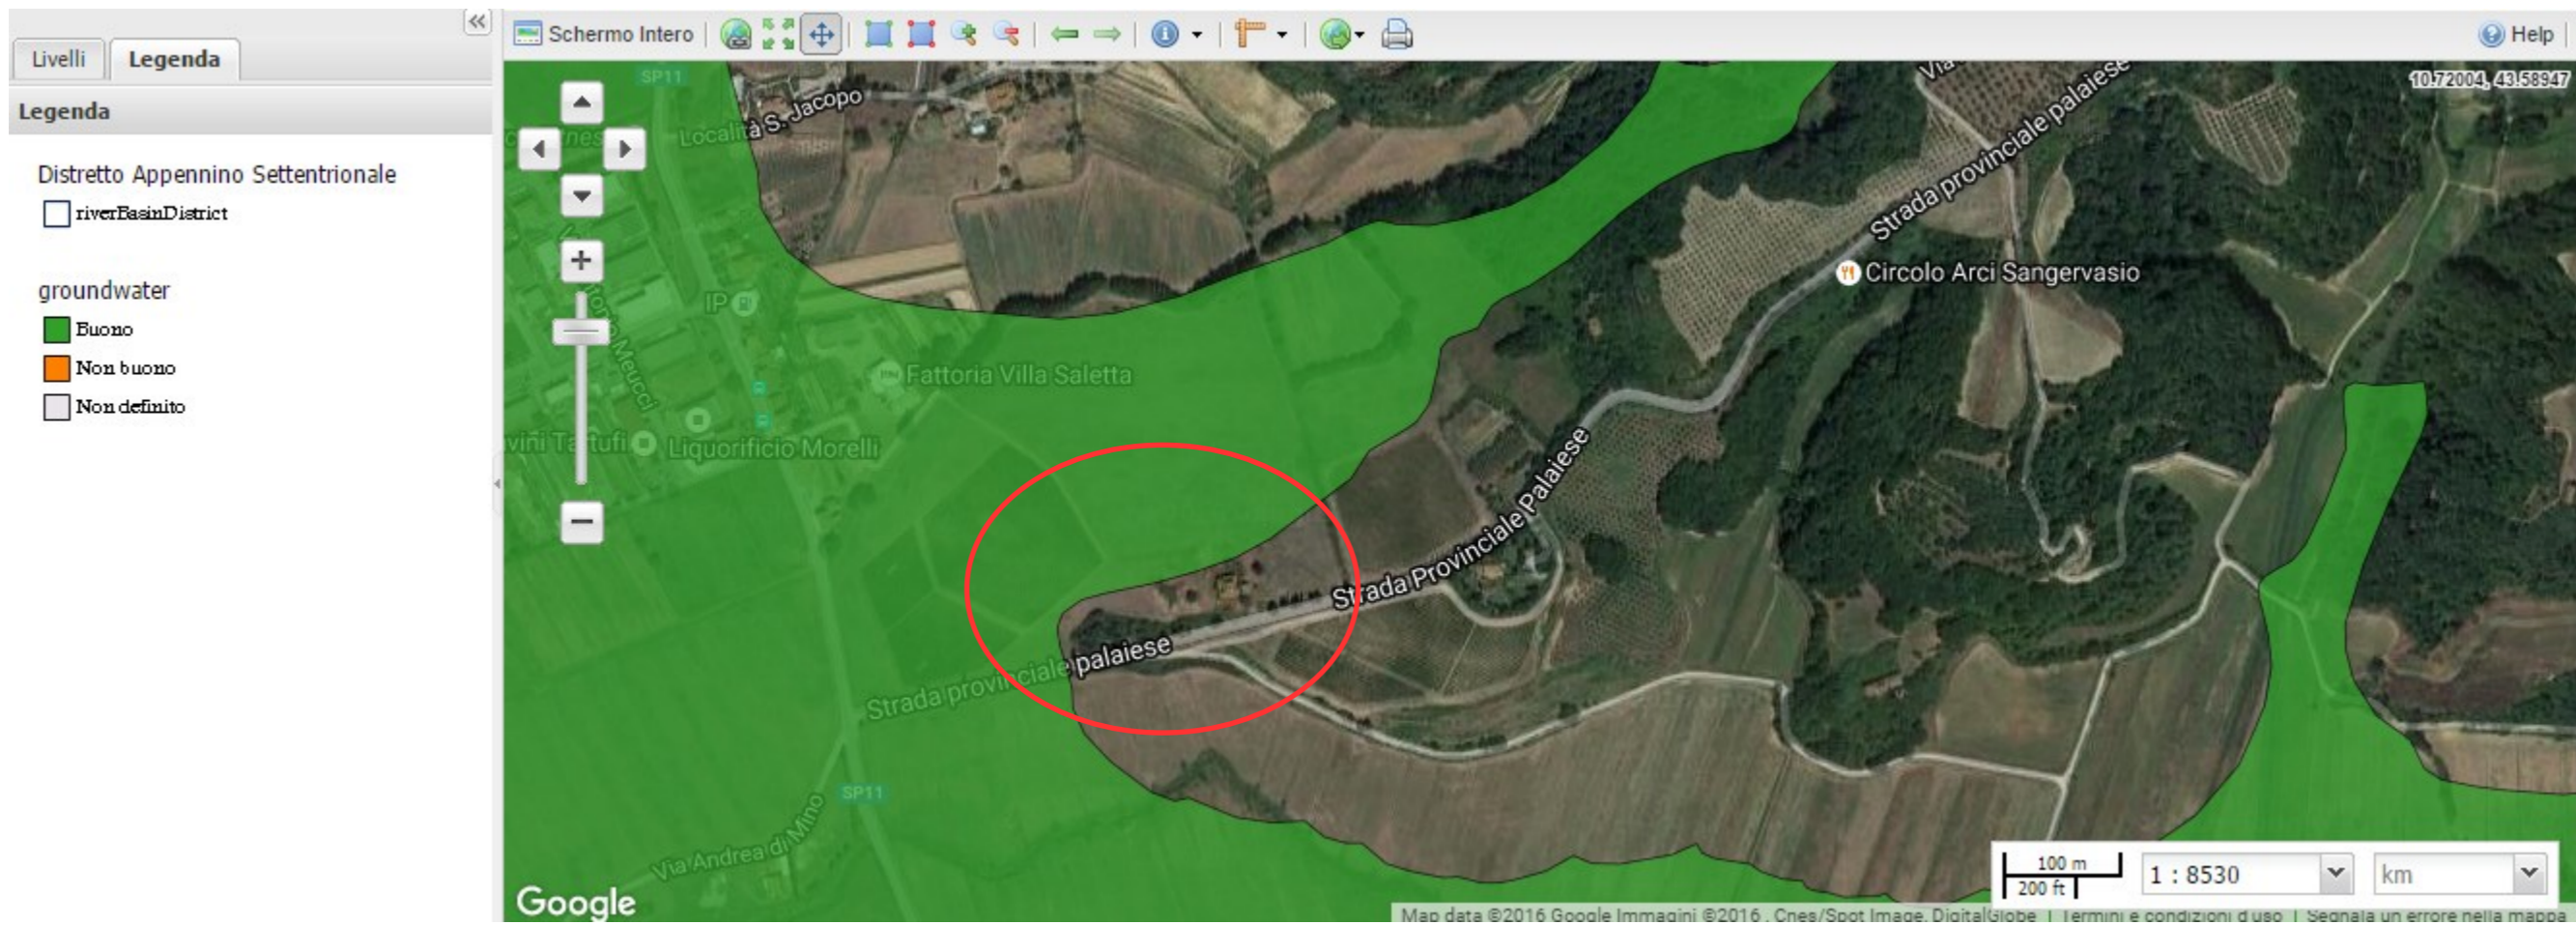 Livelli
Legenda
Legenda
Distretto Appennino Settentrionale
riverBasinDistrict
groundwater
Buono
Non buono
Non definito
Schermo Intero
Help
10.72004, 43.58947
SP11
Località S. Jacopo
Via
Strada provinciale palaiese
Circolo Arci Sangervasio
IP
Meucci
Fattoria Villa Saletta
Liquorificio Morelli
Strada Provinciale Palaiese
Strada provinciale palaiese
SP11
Via Andrea di Mino
Google
100 m
200 ft
1 : 8530
km
Map data ©2016 Google Immagini ©2016 , Cnes/Spot Image, DigitalGlobe
Termini e condizioni d'uso
Segnala un errore nella mappa